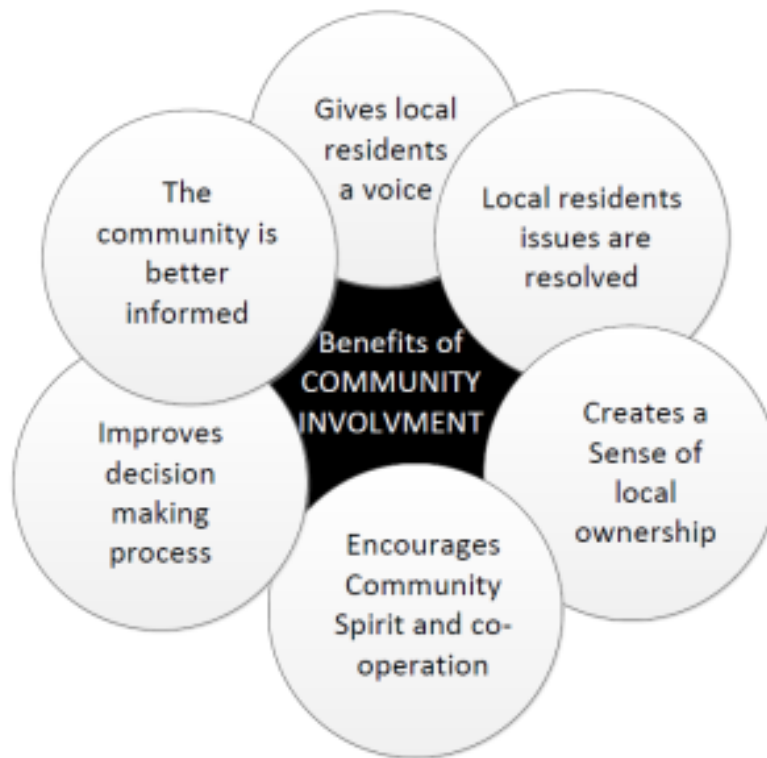 Gives local
residents
a voice
Local residents
issues are
resolved
Creates a
Sense of
local
ownership
Encourages
Community
Spirit and co-
operation
Improves
decision
making
process
The
community is
better
informed
Benefits of
COMMUNITY
INVOLVMENT